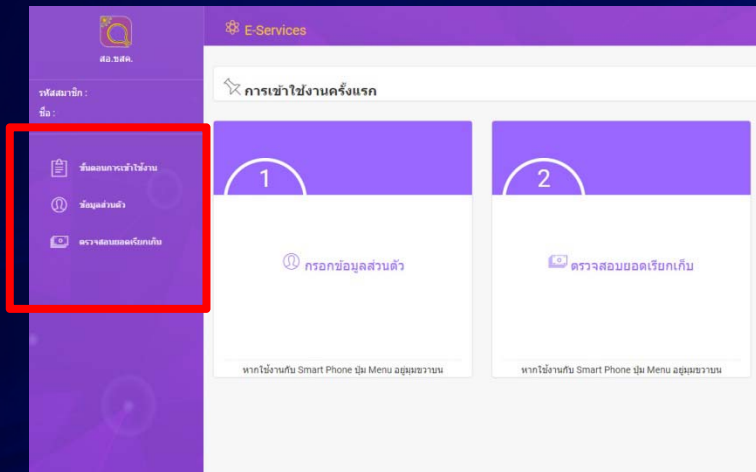 สอ.ขสค.
รหัสสมาชิก :
ชื่อ :
ขั้นตอนการเข้าใช้งาน
ข้อมูลส่วนตัว
ตรวจสอบยอดเรียกเก็บ
E-Services
การเข้าใช้งานครั้งแรก
1
กรอกข้อมูลส่วนตัว
หากใช้งานกับ Smart Phone ปุ่ม Menu อยู่มุมขวาบน
2
ตรวจสอบยอดเรียกเก็บ
หากใช้งานกับ Smart Phone ปุ่ม Menu อยู่มุมขวาบน